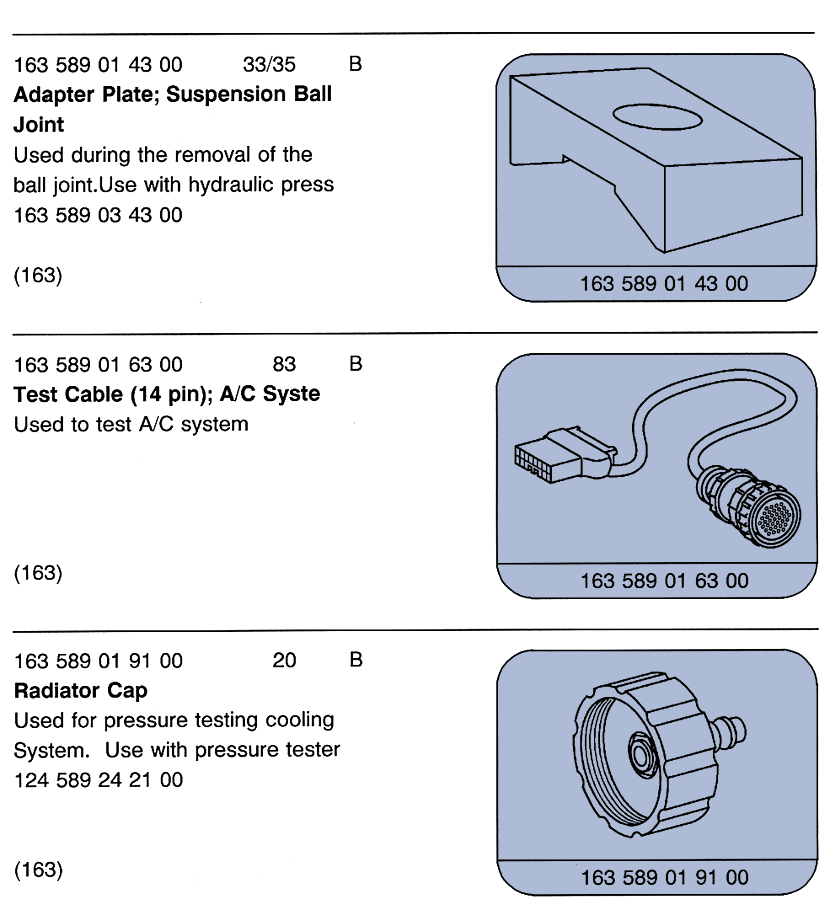 163 589 01 43 00 33/35 B
Adapter Plate; Suspension Ball
Joint
Used during the removal of the
ball joint.Use with hydraulic press
163 589 03 43 00
(163)
163 589 01 43 00
163 589 01 63 00 83 B
Test Cable (14 pin); A/C Syste
Used to test A/C system
(163)
163 589 01 63 00
163 589 01 91 00 20 B
Radiator Cap
Used for pressure testing cooling
System. Use with pressure tester
124 589 24 21 00
(163)
163 589 01 91 00